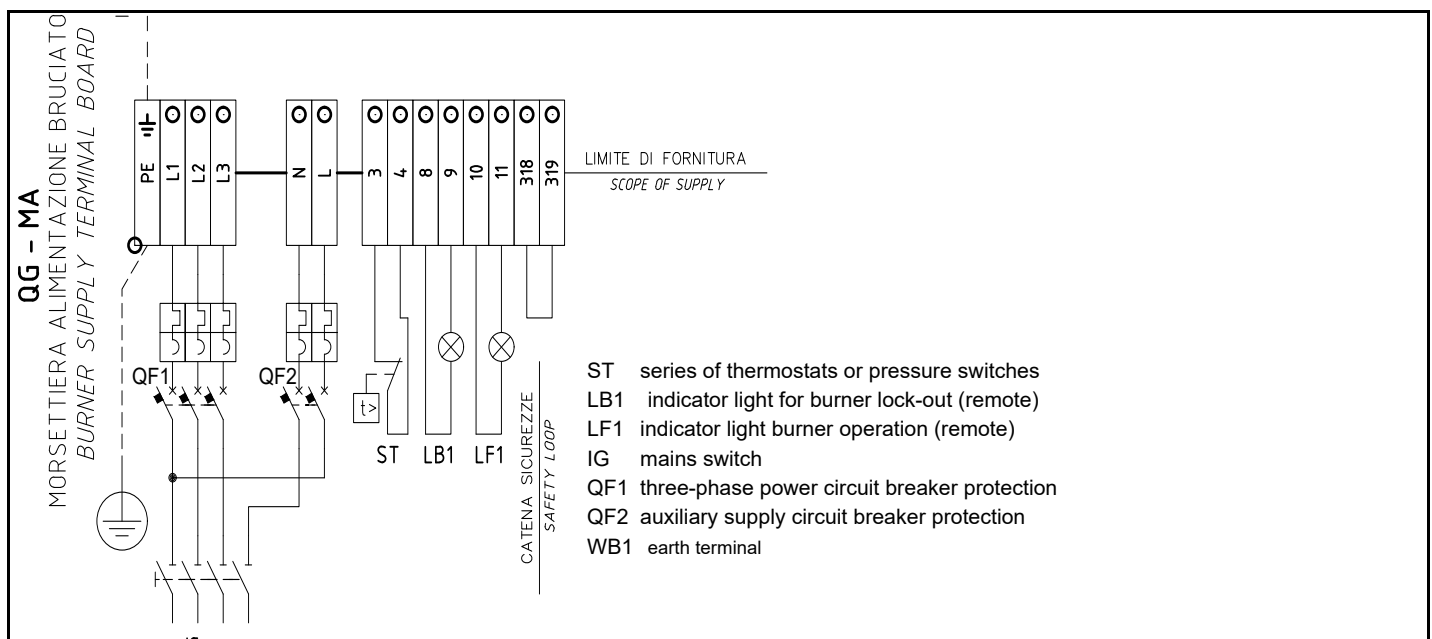 QG - MA
MORSETTIERA ALIMENTAZIONE BRUCIATO
BURNER SUPPLY TERMINAL BOARD
PE L1 L2 L3 N L 3 4 8 9 10 11 318 319
LIMITE DI FORNITURA
SCOPE OF SUPPLY
QF1 QF2
t>
ST LB1 LF1
CATENA SICUREZZE
SAFETY LOOP
ST series of thermostats or pressure switches
LB1 indicator light for burner lock-out (remote)
LF1 indicator light burner operation (remote)
IG mains switch
QF1 three-phase power circuit breaker protection
QF2 auxiliary supply circuit breaker protection
WB1 earth terminal